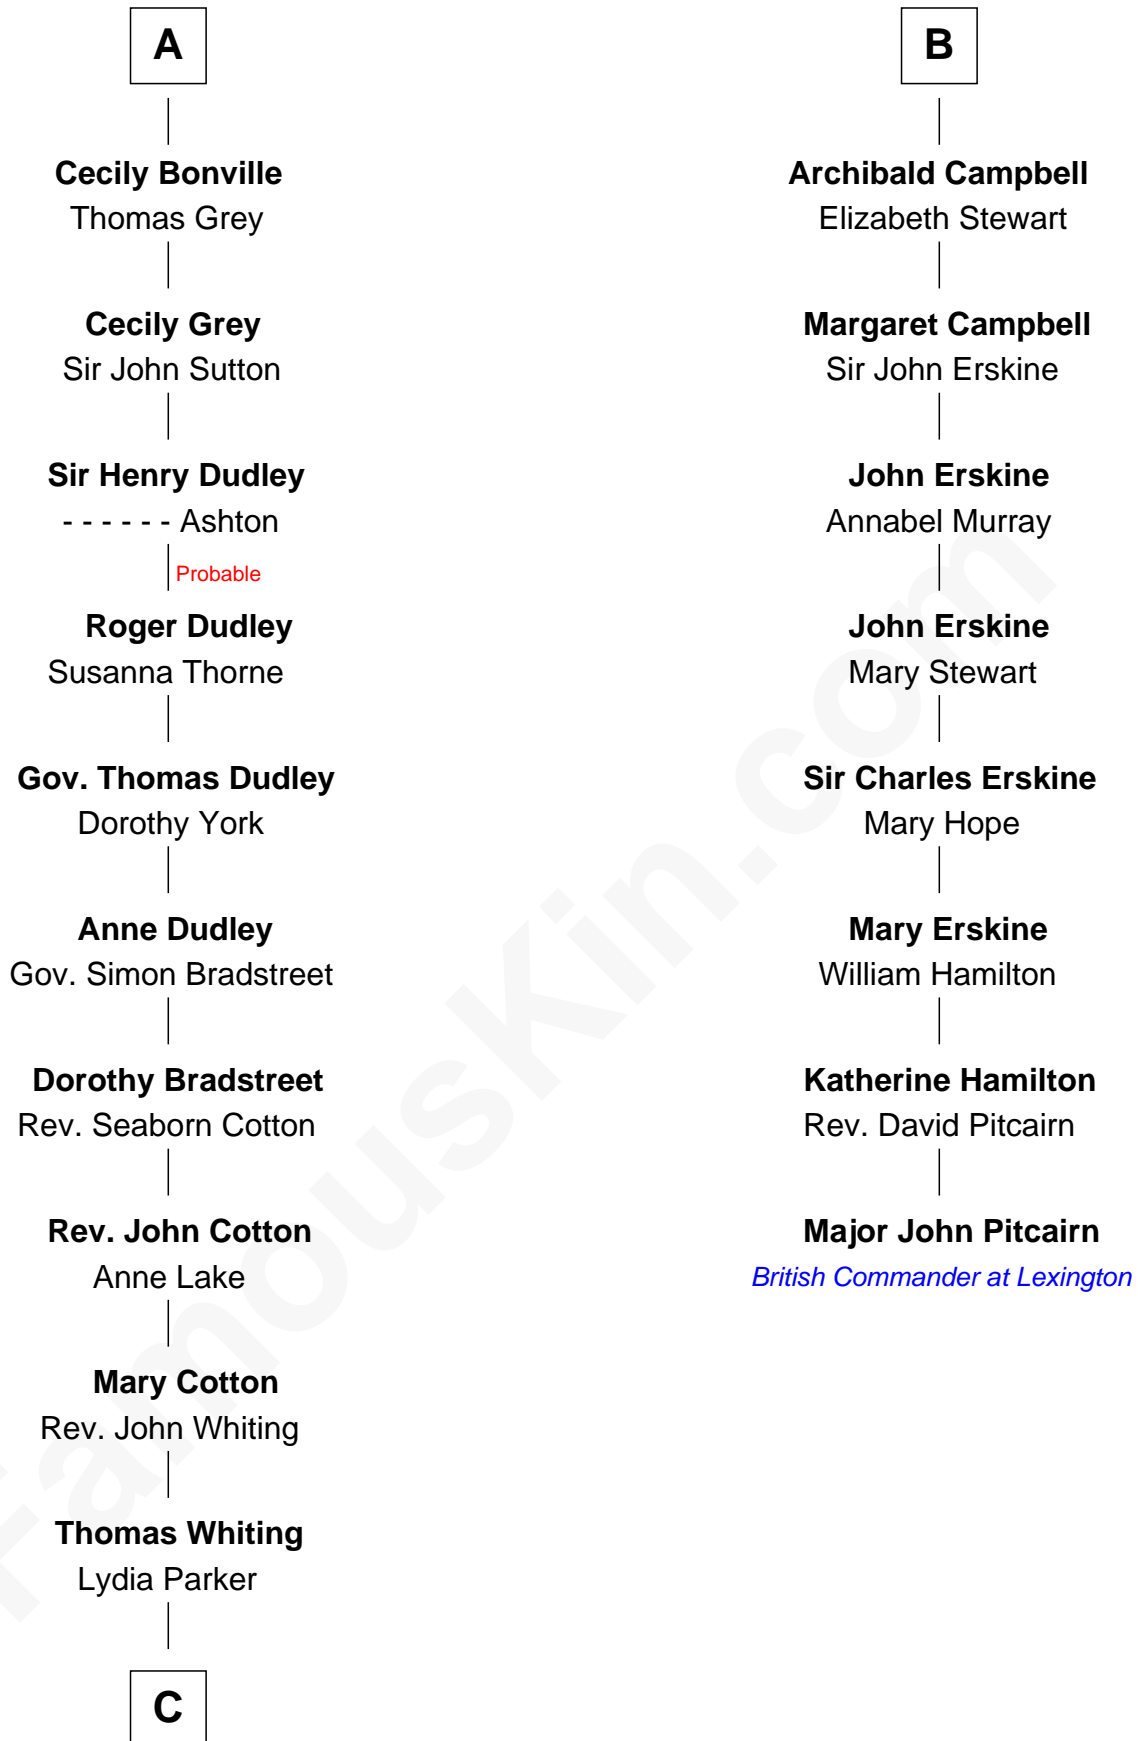 A
Cecily Bonville
Thomas Grey
Cecily Grey
Sir John Sutton
Sir Henry Dudley
- - - - - - Ashton
Probable
Roger Dudley
Susanna Thorne
Gov. Thomas Dudley
Dorothy York
Anne Dudley
Gov. Simon Bradstreet
Dorothy Bradstreet
Rev. Seaborn Cotton
Rev. John Cotton
Anne Lake
Mary Cotton
Rev. John Whiting
Thomas Whiting
Lydia Parker
C
B
Archibald Campbell
Elizabeth Stewart
Margaret Campbell
Sir John Erskine
John Erskine
Annabel Murray
John Erskine
Mary Stewart
Sir Charles Erskine
Mary Hope
Mary Erskine
William Hamilton
Katherine Hamilton
Rev. David Pitcairn
Major John Pitcairn
British Commander at Lexington
FamousKin.com